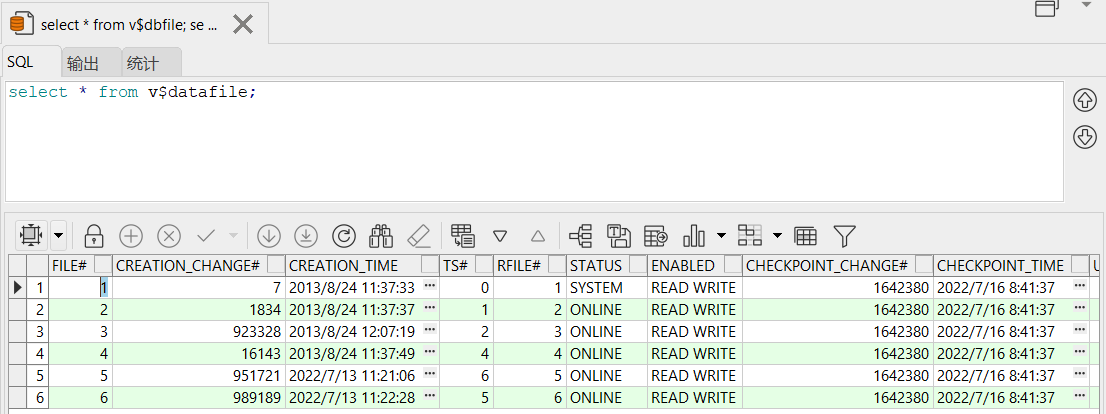 select * from v$dbfile; se ...
SQL 输出 统计
select * from v$datafile;
FILE# CREATION_CHANGE# CREATION_TIME TS# RFILE# STATUS ENABLED CHECKPOINT_CHANGE# CHECKPOINT_TIME U
1 1 7 2013/8/24 11:37:33 ... 0 1 SYSTEM READ WRITE 1642380 2022/7/16 8:41:37 ...
2 2 1834 2013/8/24 11:37:37 ... 1 2 ONLINE READ WRITE 1642380 2022/7/16 8:41:37 ...
3 3 923328 2013/8/24 12:07:19 ... 2 3 ONLINE READ WRITE 1642380 2022/7/16 8:41:37 ...
4 4 16143 2013/8/24 11:37:49 ... 4 4 ONLINE READ WRITE 1642380 2022/7/16 8:41:37 ...
5 5 951721 2022/7/13 11:21:06 ... 6 5 ONLINE READ WRITE 1642380 2022/7/16 8:41:37 ...
6 6 989189 2022/7/13 11:22:28 ... 5 6 ONLINE READ WRITE 1642380 2022/7/16 8:41:37 ...